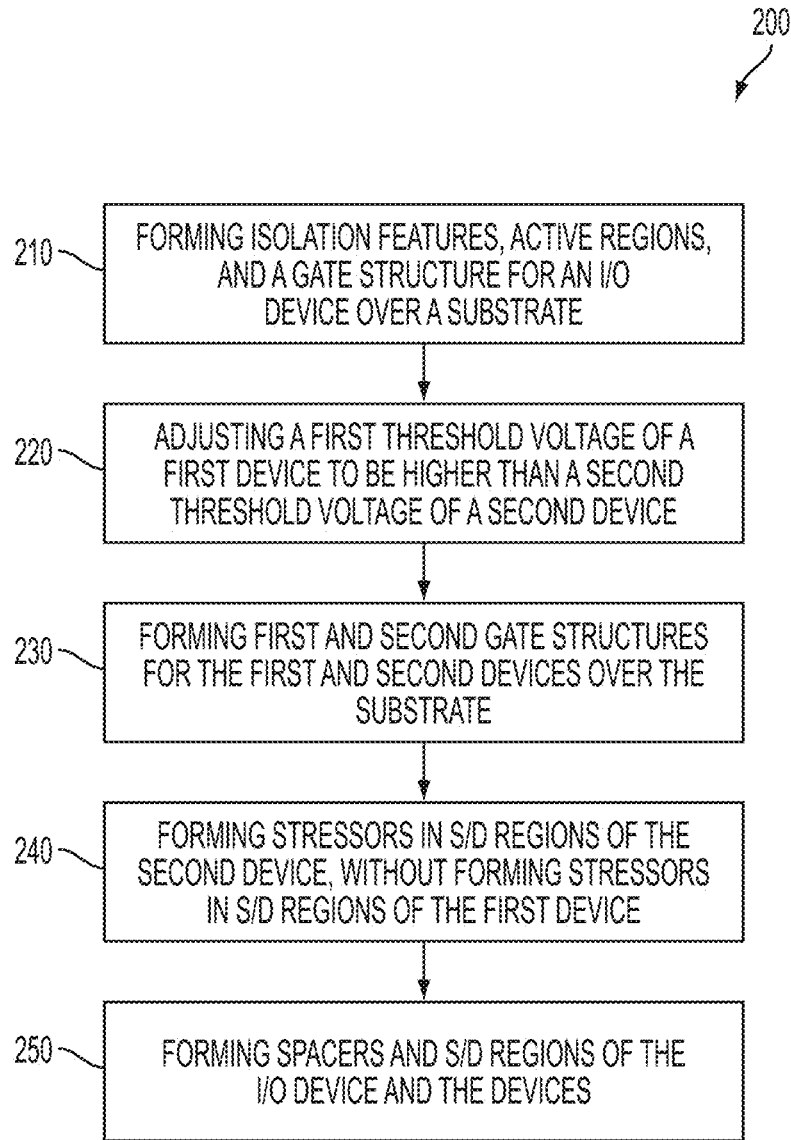 200
210
FORMING ISOLATION FEATURES, ACTIVE REGIONS,
AND A GATE STRUCTURE FOR AN I/O
DEVICE OVER A SUBSTRATE
220
ADJUSTING A FIRST THRESHOLD VOLTAGE OF A
FIRST DEVICE TO BE HIGHER THAN A SECOND
THRESHOLD VOLTAGE OF A SECOND DEVICE
230
FORMING FIRST AND SECOND GATE STRUCTURES
FOR THE FIRST AND SECOND DEVICES OVER THE
SUBSTRATE
240
FORMING STRESSORS IN S/D REGIONS OF THE
SECOND DEVICE, WITHOUT FORMING STRESSORS
IN S/D REGIONS OF THE FIRST DEVICE
250
FORMING SPACERS AND S/D REGIONS OF THE
I/O DEVICE AND THE DEVICES